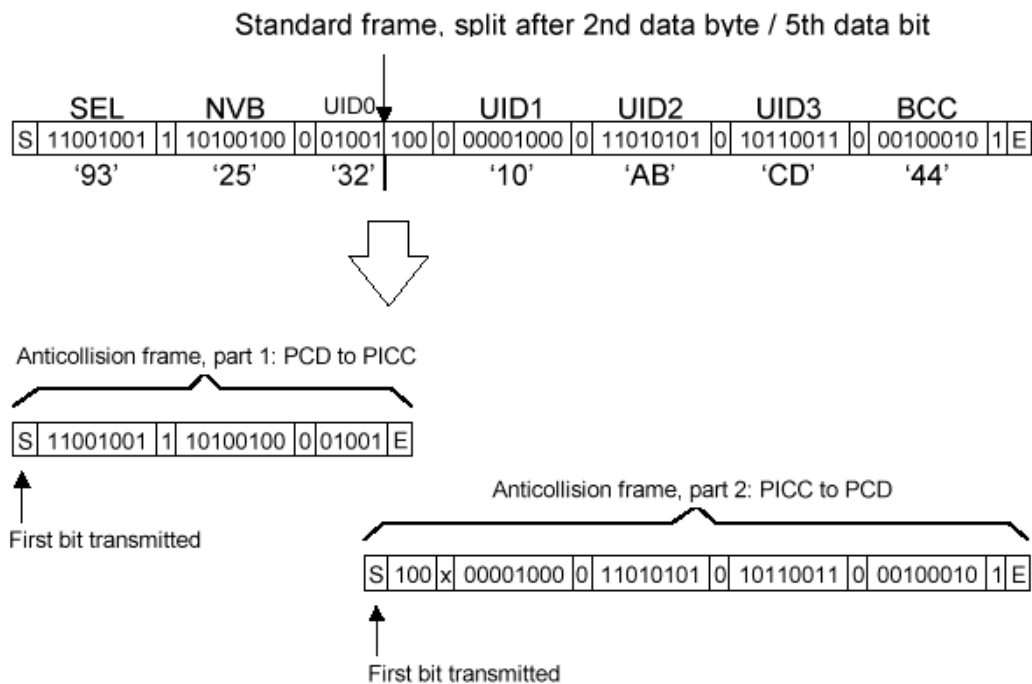 Standard frame, split after 2nd data byte / 5th data bit
SEL NVB UID0 UID1 UID2 UID3 BCC
S 11001001 1 10100100 0 01001 100 0 00001000 0 11010101 0 10110011 0 00100010 1 E
‘93’ ‘25’ ‘32’ ‘10’ ‘AB’ ‘CD’ ‘44’
Anticollision frame, part 1: PCD to PICC
S 11001001 1 10100100 0 01001 E
First bit transmitted
Anticollision frame, part 2: PICC to PCD
S 100 x 00001000 0 11010101 0 10110011 0 00100010 1 E
First bit transmitted